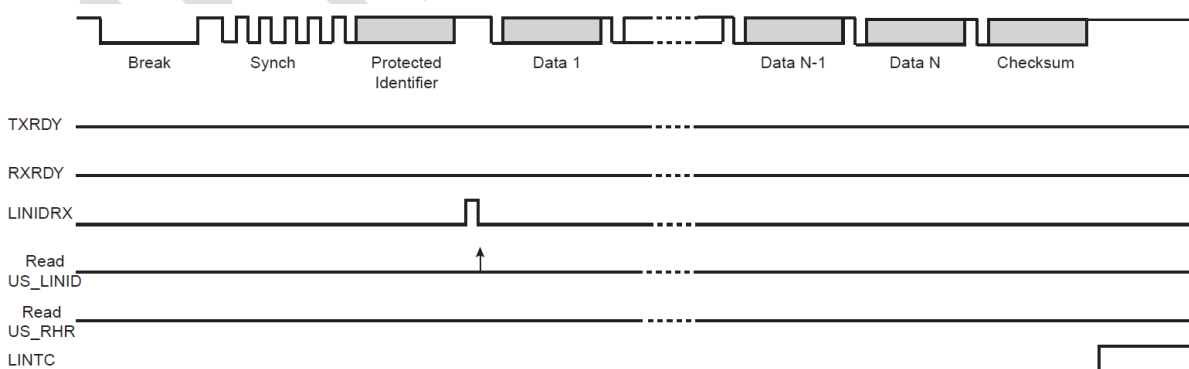 Break Synch Protected Data 1 Data N-1 Data N Checksum
Identifier
TXRDY
RXRDY
LINIDRX
Read
US_LINID
Read
US_RHR
LINTC